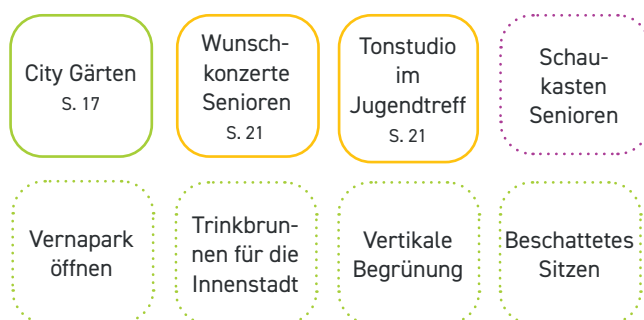 City Gärten
S. 17
Wunsch-
konzerte
Senioren
S. 21
Tonstudio
im
Jugendtreff
S. 21
Schau-
kasten
Senioren
Vernapark
öffnen
Trinkbrun-
nen für die
Innenstadt
Vertikale
Begrünung
Beschattetes
Sitzen